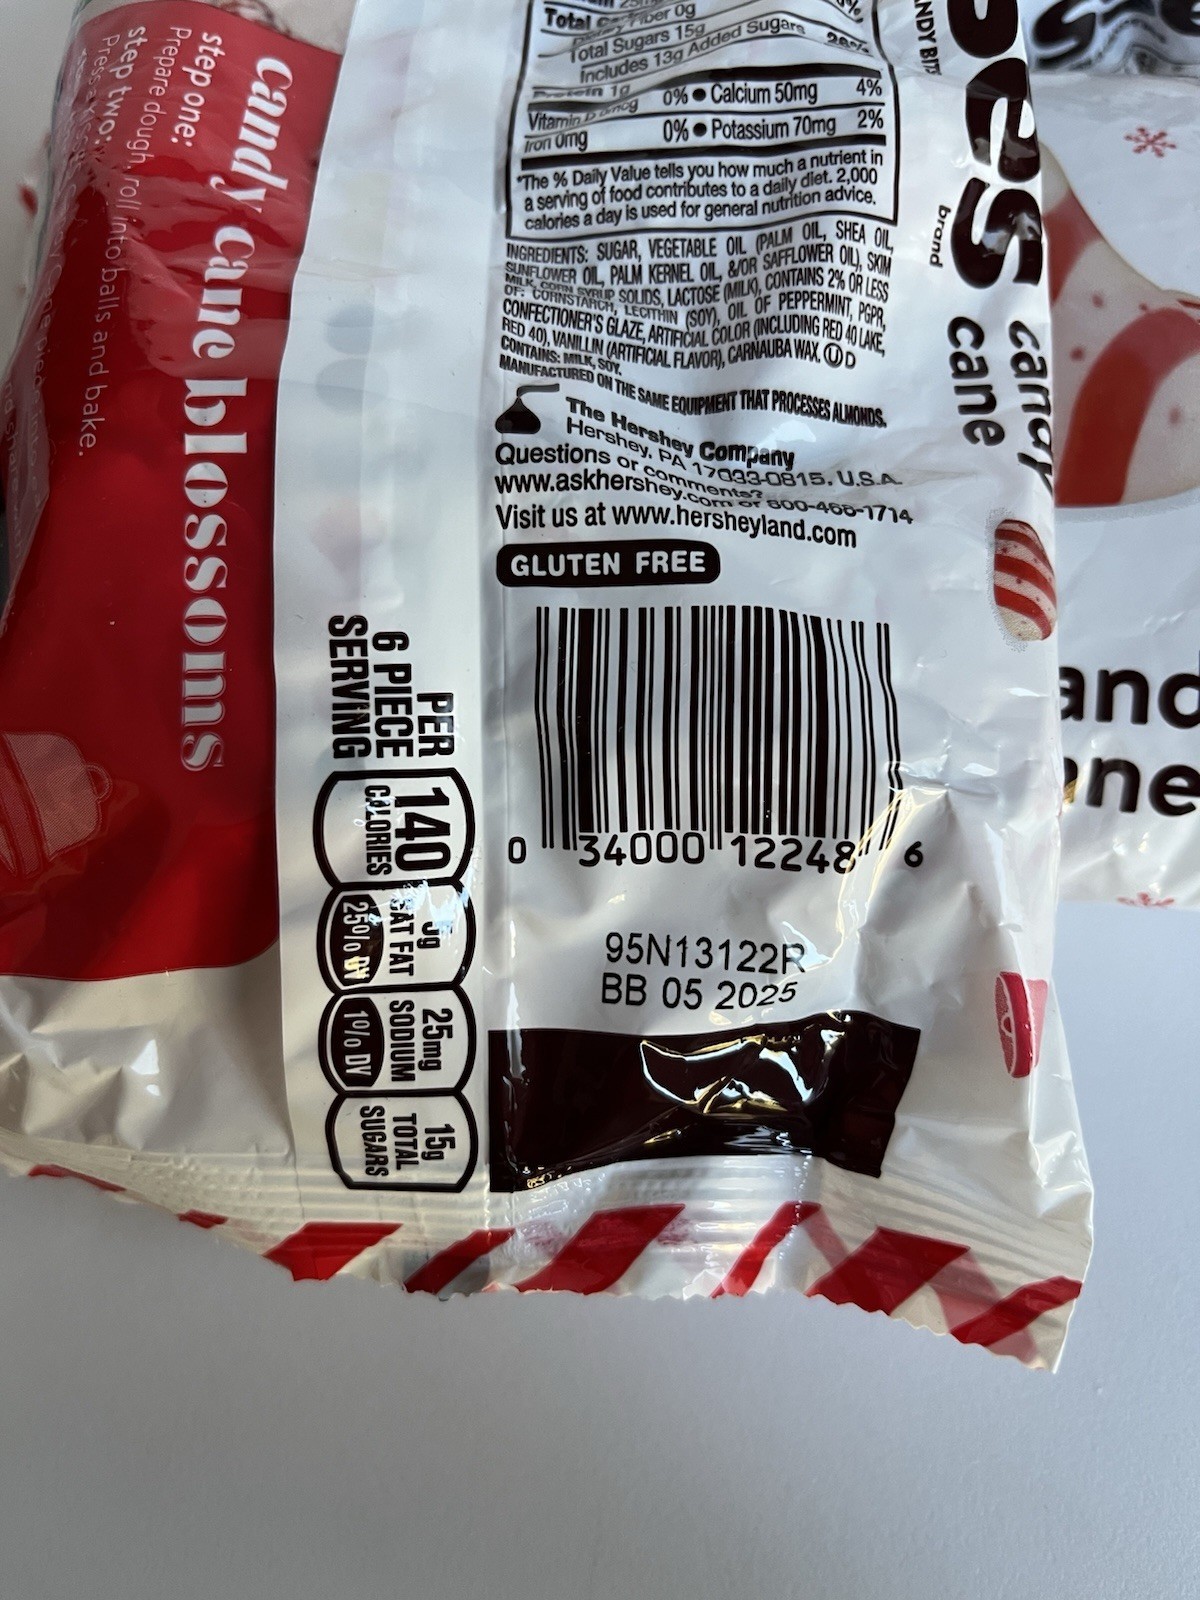 Total
Fiber 0g
Total Sugars 15g
Includes 13g Added Sugars 26%
Protein 1g
Vitamin D 0mcg 0% • Calcium 50mg 4%
Iron 0mg 0% • Potassium 70mg 2%
*The % Daily Value tells you how much a nutrient in
a serving of food contributes to a daily diet. 2,000
calories a day is used for general nutrition advice.
INGREDIENTS: SUGAR, VEGETABLE OIL (PALM OIL, SHEA OIL,
SUNFLOWER OIL, PALM KERNEL OIL, &/OR SAFFLOWER OIL), SKIM
MILK, CORN SYRUP SOLIDS, LACTOSE (MILK), CONTAINS 2% OR LESS
OF: CORNSTARCH, LECITHIN (SOY), OIL OF PEPPERMINT, PGPR,
CONFECTIONER'S GLAZE, ARTIFICIAL COLOR (INCLUDING RED 40 LAKE,
RED 40), VANILLIN (ARTIFICIAL FLAVOR), CARNAUBA WAX. Ⓤ D
CONTAINS: MILK, SOY.
MANUFACTURED ON THE SAME EQUIPMENT THAT PROCESSES ALMONDS.
The Hershey Company
Hershey, PA 17033-0815, U.S.A.
Questions or comments?
www.askhershey.com or 800-468-1714
Visit us at www.hersheyland.com
GLUTEN FREE
0 34000 12248 6
95N13122R
BB 05 2025
PER
6 PIECE
SERVING
140
CALORIES
SAT FAT
25% DV
25mg
SODIUM
1% DV
15g
TOTAL
SUGARS
candy cane blossoms
step one:
Prepare dough, roll into balls and bake.
step two:
brand
candy
cane